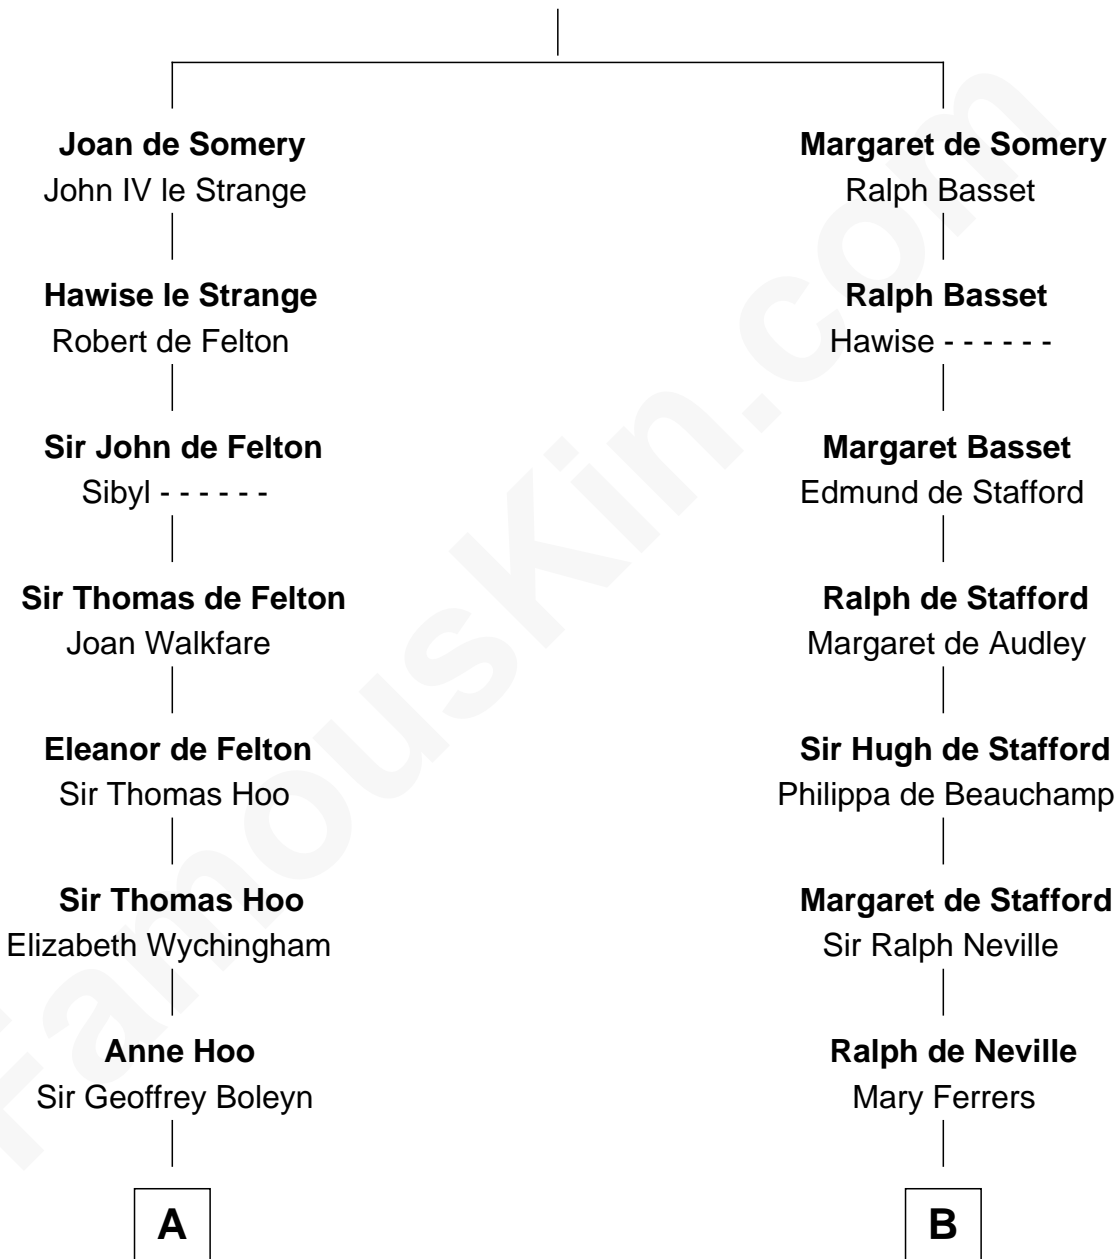 Joan de Somery
John IV le Strange
Hawise le Strange
Robert de Felton
Sir John de Felton
Sibyl - - - - - -
Sir Thomas de Felton
Joan Walkfare
Eleanor de Felton
Sir Thomas Hoo
Sir Thomas Hoo
Elizabeth Wychingham
Anne Hoo
Sir Geoffrey Boleyn
A
Margaret de Somery
Ralph Basset
Ralph Basset
Hawise - - - - - -
Margaret Basset
Edmund de Stafford
Ralph de Stafford
Margaret de Audley
Sir Hugh de Stafford
Philippa de Beauchamp
Margaret de Stafford
Sir Ralph Neville
Ralph de Neville
Mary Ferrers
B
FamousKin.com